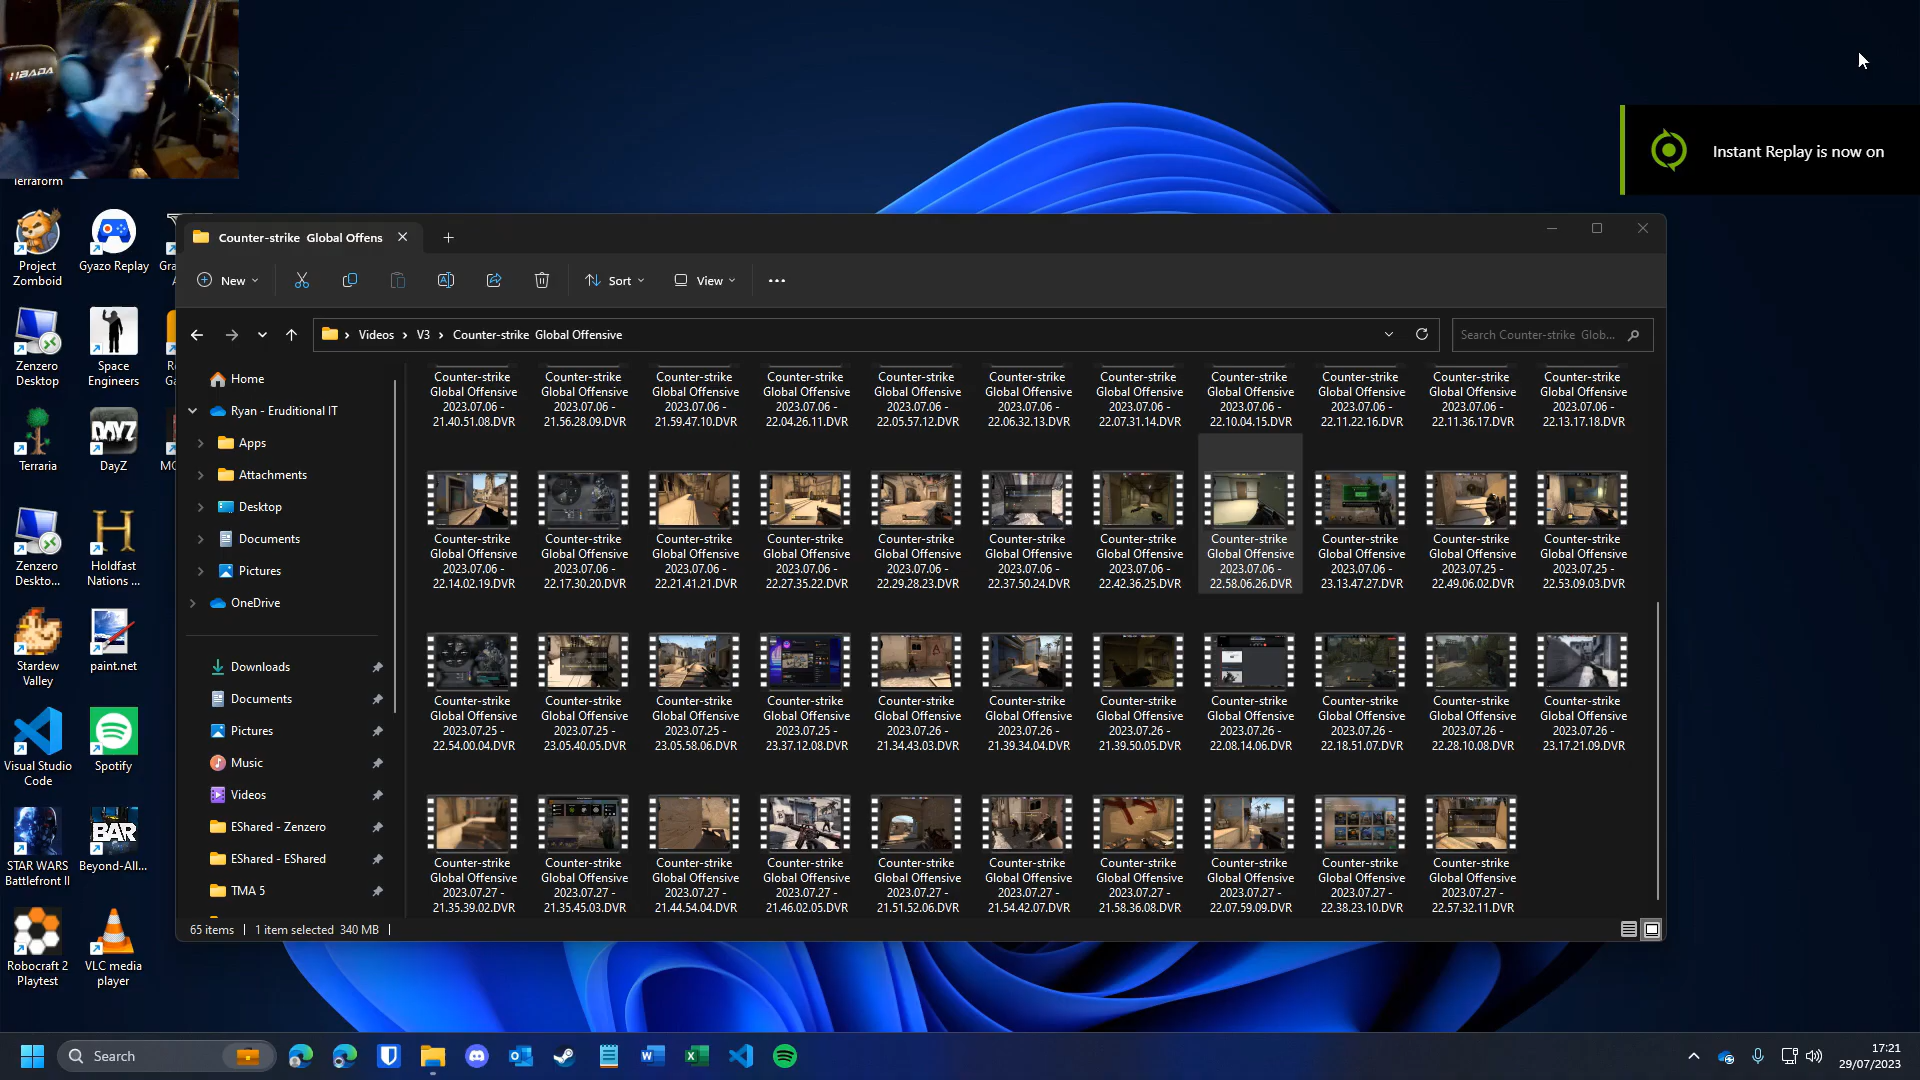 HBADA
Terraform
Instant Replay is now on
Project
Zomboid
Gyazo Replay
Zenzero
Desktop
Space
Engineers
Terraria
DayZ
DAYZ
Zenzero
Deskto...
Holdfast
Nations ...
Stardew
Valley
paint.net
Visual Studio
Code
Spotify
STAR WARS
Battlefront II
BAR
Beyond-All...
Robocraft 2
Playtest
VLC media
player
Counter-strike  Global Offens
New
Sort
View
Videos
V3
Counter-strike  Global Offensive
Search Counter-strike  Glob...
Home
Ryan - Eruditional IT
Apps
Attachments
Desktop
Documents
Pictures
OneDrive
Downloads
Documents
Pictures
Music
Videos
EShared - Zenzero
EShared - EShared
TMA 5
Counter-strike
Global Offensive
2023.07.06 -
21.40.51.08.DVR
Counter-strike
Global Offensive
2023.07.06 -
21.56.28.09.DVR
Counter-strike
Global Offensive
2023.07.06 -
21.59.47.10.DVR
Counter-strike
Global Offensive
2023.07.06 -
22.04.26.11.DVR
Counter-strike
Global Offensive
2023.07.06 -
22.05.57.12.DVR
Counter-strike
Global Offensive
2023.07.06 -
22.06.32.13.DVR
Counter-strike
Global Offensive
2023.07.06 -
22.07.31.14.DVR
Counter-strike
Global Offensive
2023.07.06 -
22.10.04.15.DVR
Counter-strike
Global Offensive
2023.07.06 -
22.11.22.16.DVR
Counter-strike
Global Offensive
2023.07.06 -
22.11.36.17.DVR
Counter-strike
Global Offensive
2023.07.06 -
22.13.17.18.DVR
Counter-strike
Global Offensive
2023.07.06 -
22.14.02.19.DVR
Counter-strike
Global Offensive
2023.07.06 -
22.17.30.20.DVR
Counter-strike
Global Offensive
2023.07.06 -
22.21.41.21.DVR
Counter-strike
Global Offensive
2023.07.06 -
22.27.35.22.DVR
Counter-strike
Global Offensive
2023.07.06 -
22.29.28.23.DVR
Counter-strike
Global Offensive
2023.07.06 -
22.37.50.24.DVR
Counter-strike
Global Offensive
2023.07.06 -
22.42.36.25.DVR
Counter-strike
Global Offensive
2023.07.06 -
22.58.06.26.DVR
Counter-strike
Global Offensive
2023.07.06 -
23.13.47.27.DVR
Counter-strike
Global Offensive
2023.07.25 -
22.49.06.02.DVR
Counter-strike
Global Offensive
2023.07.25 -
22.53.09.03.DVR
Counter-strike
Global Offensive
2023.07.25 -
22.54.00.04.DVR
Counter-strike
Global Offensive
2023.07.25 -
23.05.40.05.DVR
Counter-strike
Global Offensive
2023.07.25 -
23.05.58.06.DVR
Counter-strike
Global Offensive
2023.07.25 -
23.37.12.08.DVR
Counter-strike
Global Offensive
2023.07.26 -
21.34.43.03.DVR
Counter-strike
Global Offensive
2023.07.26 -
21.39.34.04.DVR
Counter-strike
Global Offensive
2023.07.26 -
21.39.50.05.DVR
Counter-strike
Global Offensive
2023.07.26 -
22.08.14.06.DVR
Counter-strike
Global Offensive
2023.07.26 -
22.18.51.07.DVR
Counter-strike
Global Offensive
2023.07.26 -
22.28.10.08.DVR
Counter-strike
Global Offensive
2023.07.26 -
23.17.21.09.DVR
Counter-strike
Global Offensive
2023.07.27 -
21.35.39.02.DVR
Counter-strike
Global Offensive
2023.07.27 -
21.35.45.03.DVR
Counter-strike
Global Offensive
2023.07.27 -
21.44.54.04.DVR
Counter-strike
Global Offensive
2023.07.27 -
21.46.02.05.DVR
Counter-strike
Global Offensive
2023.07.27 -
21.51.52.06.DVR
Counter-strike
Global Offensive
2023.07.27 -
21.54.42.07.DVR
Counter-strike
Global Offensive
2023.07.27 -
21.58.36.08.DVR
Counter-strike
Global Offensive
2023.07.27 -
22.07.59.09.DVR
Counter-strike
Global Offensive
2023.07.27 -
22.38.23.10.DVR
Counter-strike
Global Offensive
2023.07.27 -
22.57.32.11.DVR
65 items
1 item selected  340 MB
Search
17:21
29/07/2023